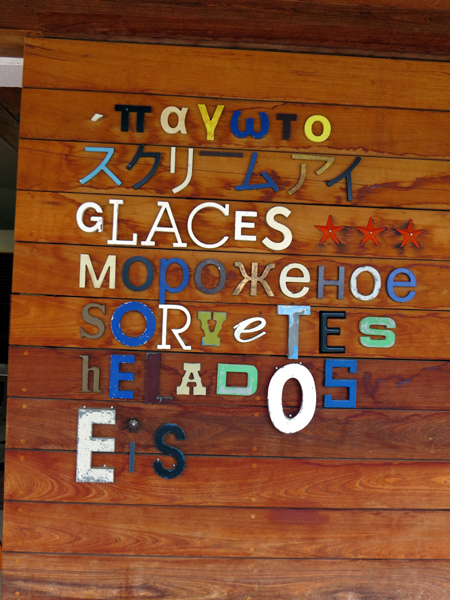 ´παγωτο
スクリームアイ
GLACES
Мороженое
SORVeTES
hELADOS
EiS